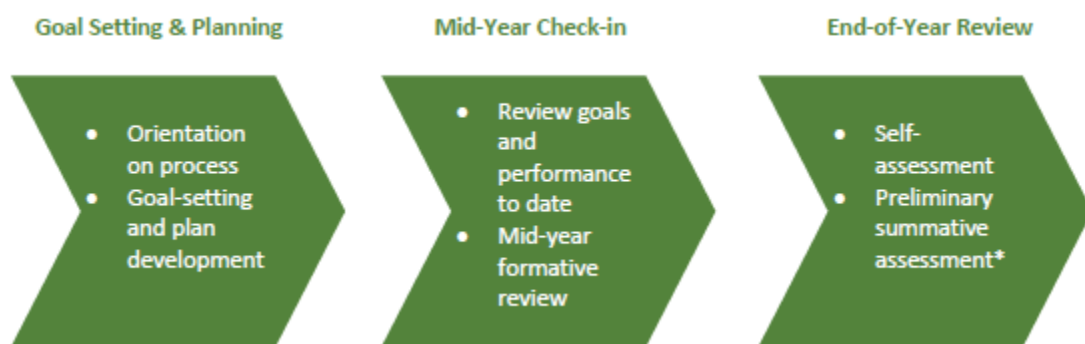 Goal Setting & Planning
Mid-Year Check-in
End-of-Year Review
● Orientation
on process
● Goal-setting
and plan
development
● Review goals
and
performance
to date
● Mid-year
formative
review
● Self-
assessment
● Preliminary
summative
assessment*